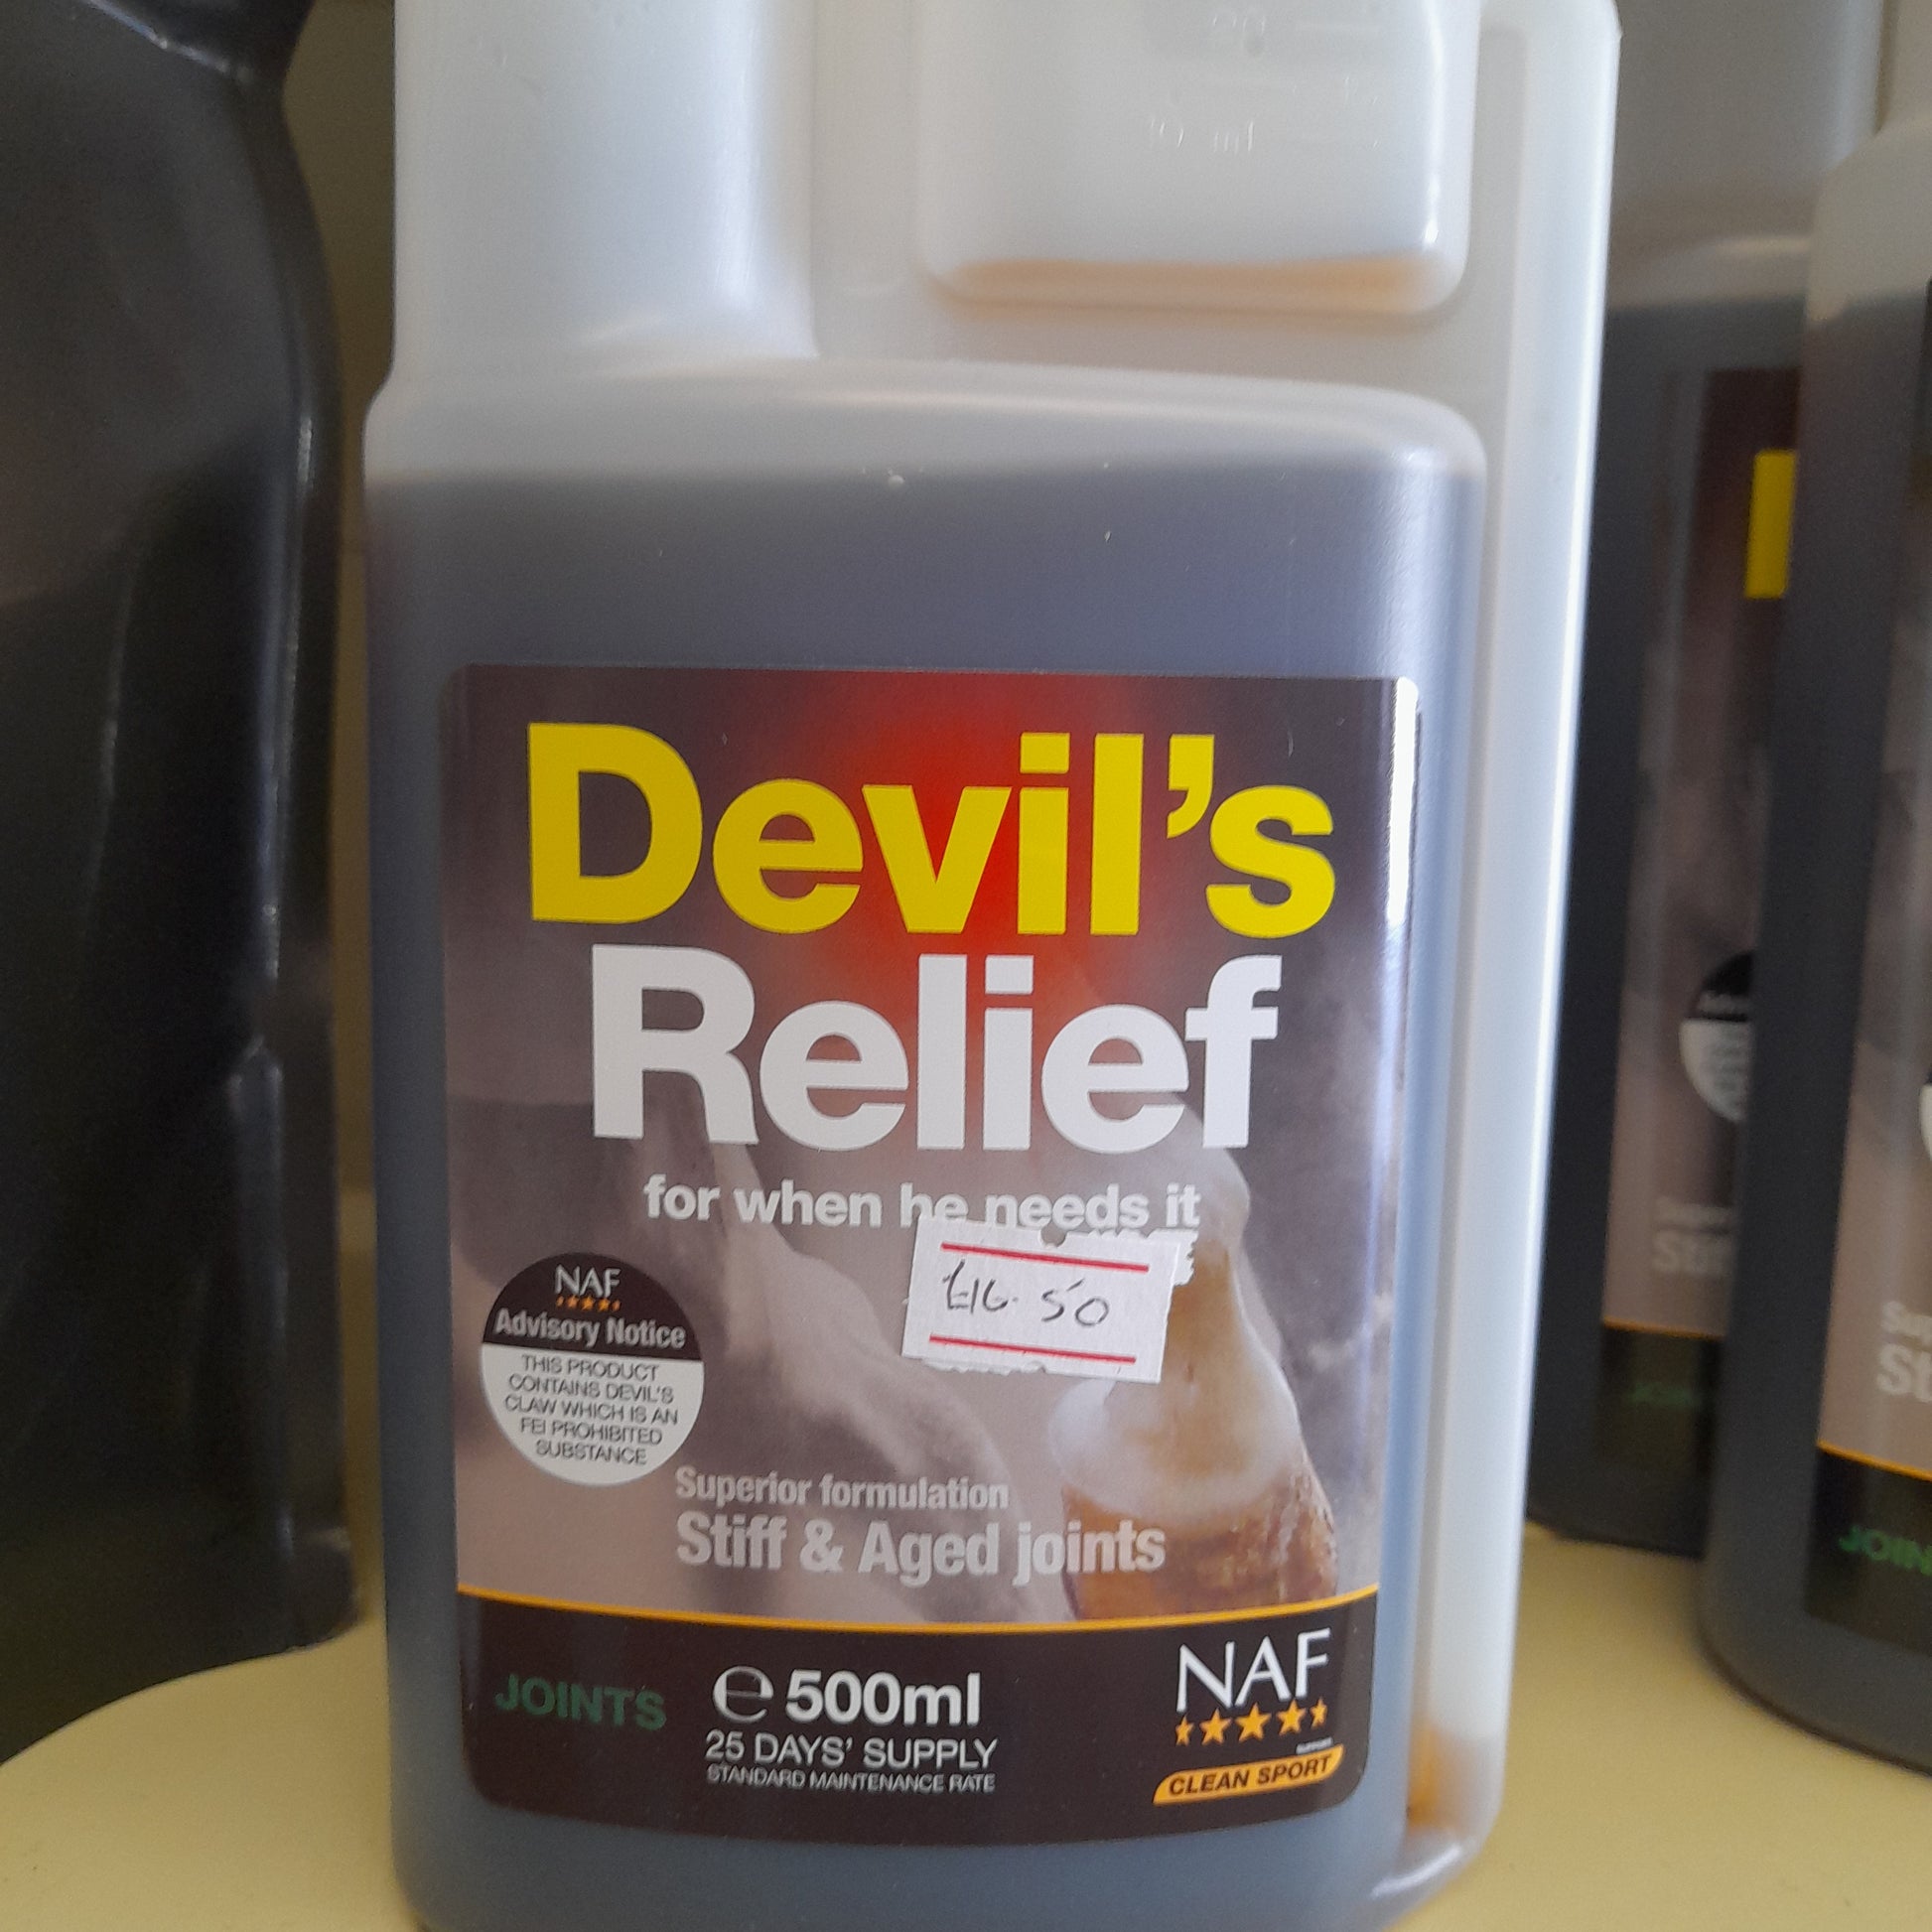 10 ml
Devil's
Relief
for when he needs it
£16.50
NAF
Advisory Notice
THIS PRODUCT
CONTAINS DEVIL'S
CLAW WHICH IS AN
FEI PROHIBITED
SUBSTANCE
Superior formulation
Stiff & Aged joints
JOINTS
℮ 500ml
25 DAYS' SUPPLY
STANDARD MAINTENANCE RATE
NAF
CLEAN SPORT